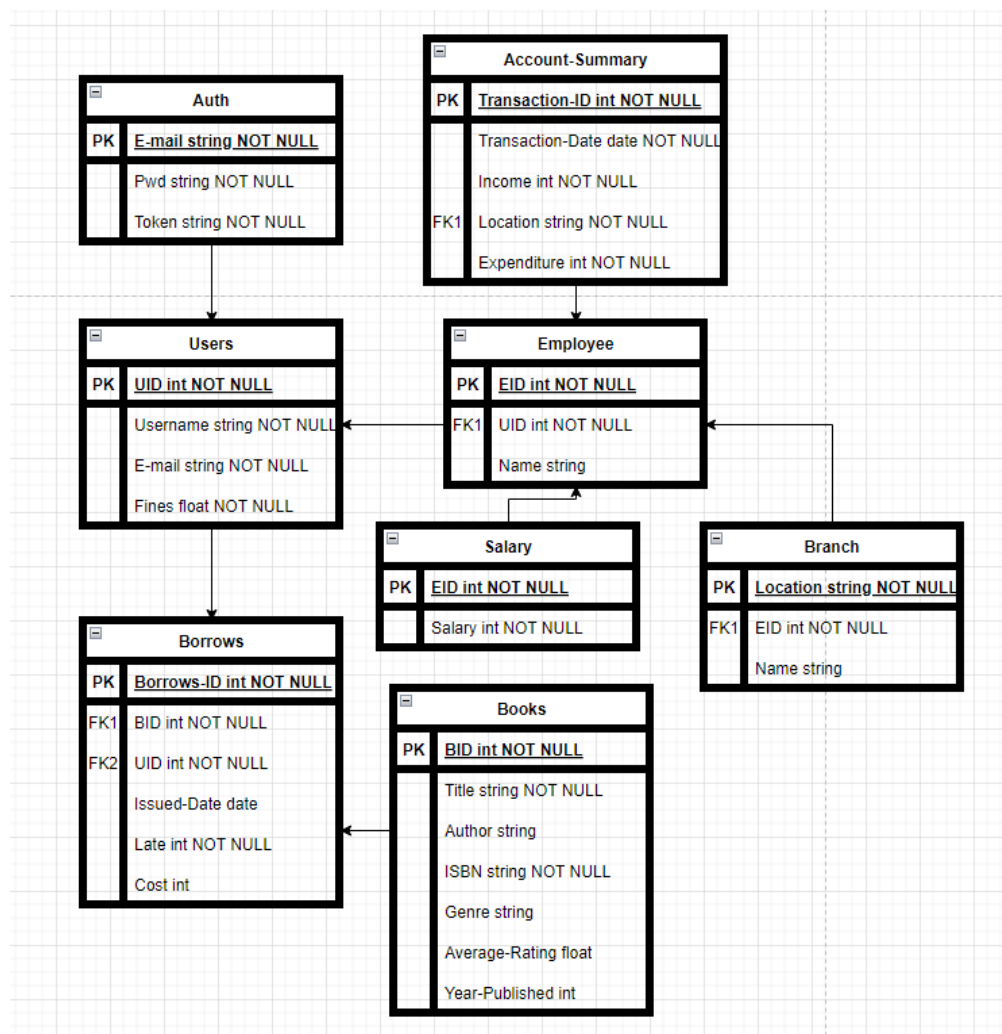 Auth
PK E-mail string NOT NULL
Pwd string NOT NULL
Token string NOT NULL
Account-Summary
PK Transaction-ID int NOT NULL
Transaction-Date date NOT NULL
Income int NOT NULL
FK1 Location string NOT NULL
Expenditure int NOT NULL
Users
PK UID int NOT NULL
Username string NOT NULL
E-mail string NOT NULL
Fines float NOT NULL
Employee
PK EID int NOT NULL
FK1 UID int NOT NULL
Name string
Salary
PK EID int NOT NULL
Salary int NOT NULL
Branch
PK Location string NOT NULL
FK1 EID int NOT NULL
Name string
Borrows
PK Borrows-ID int NOT NULL
FK1 BID int NOT NULL
FK2 UID int NOT NULL
Issued-Date date
Late int NOT NULL
Cost int
Books
PK BID int NOT NULL
Title string NOT NULL
Author string
ISBN string NOT NULL
Genre string
Average-Rating float
Year-Published int